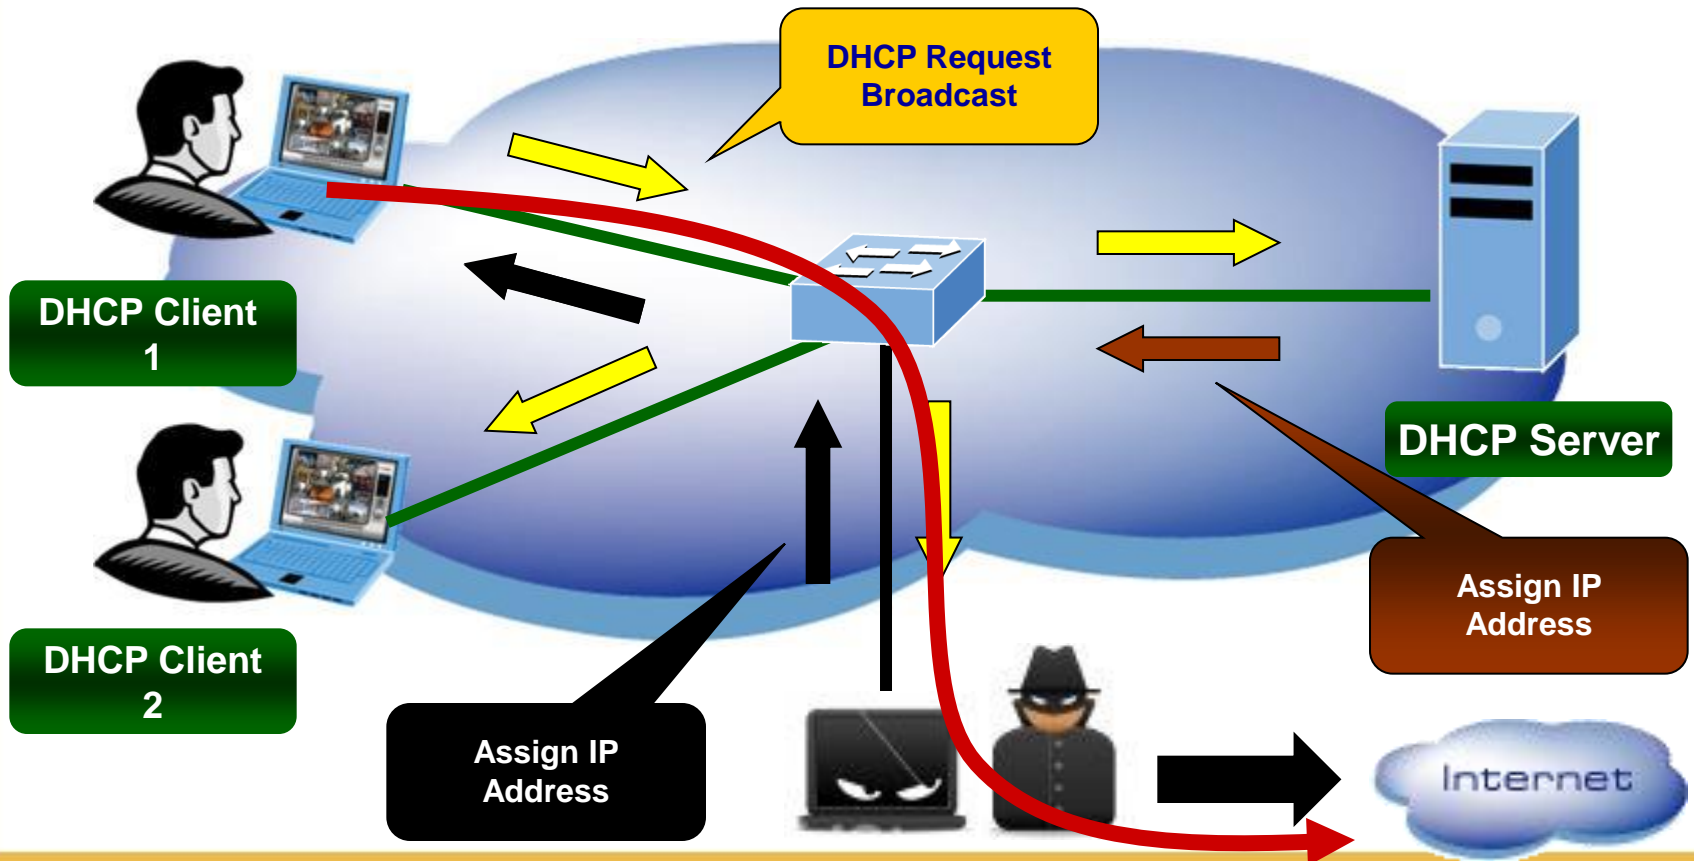 DHCP Request
Broadcast
DHCP Client
1
DHCP Server
Assign IP
Address
DHCP Client
2
Assign IP
Address
Internet